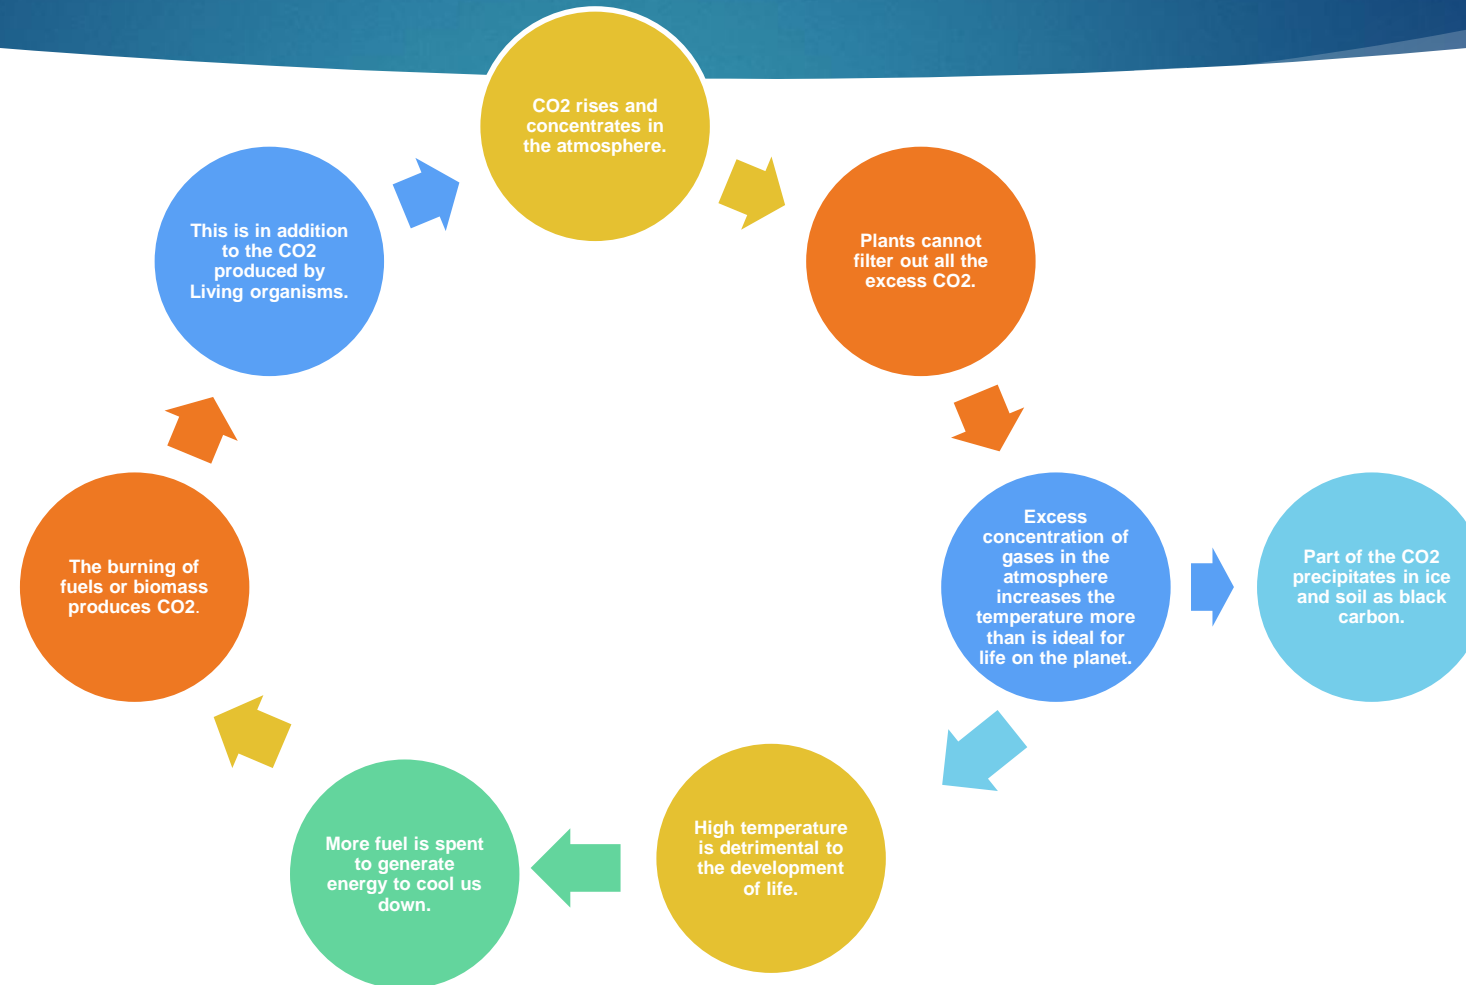 CO2 rises and
concentrates in
the atmosphere.
Plants cannot
filter out all the
excess CO2.
Excess
concentration of
gases in the
atmosphere
increases the
temperature more
than is ideal for
life on the planet.
Part of the CO2
precipitates in ice
and soil as black
carbon.
High temperature
is detrimental to
the development
of life.
More fuel is spent
to generate
energy to cool us
down.
The burning of
fuels or biomass
produces CO2.
This is in addition
to the CO2
produced by
Living organisms.